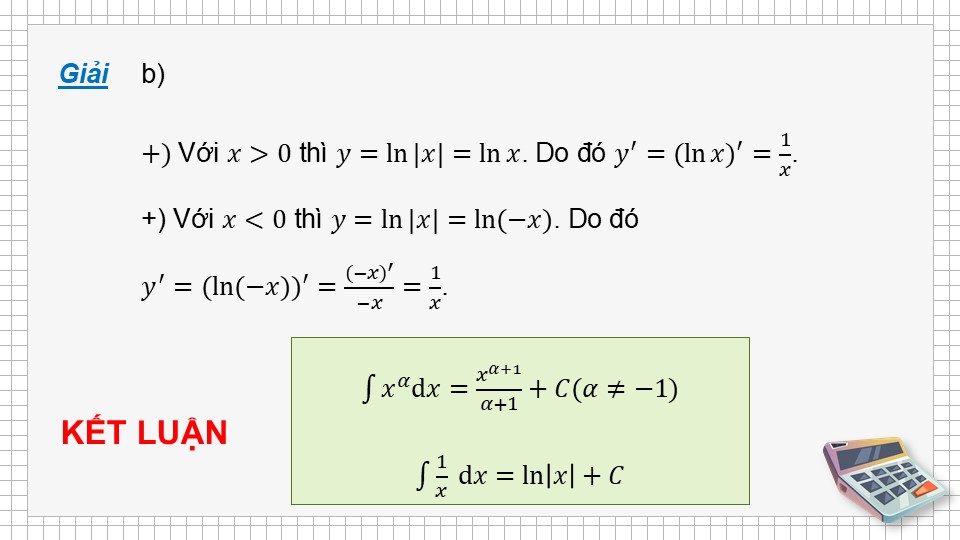 Giải b)
+) Với 𝑥 > 0 thì 𝑦 = ln |𝑥| = ln 𝑥. Do đó 𝑦′ = (ln 𝑥)′ = 1/𝑥.
+) Với 𝑥 < 0 thì 𝑦 = ln |𝑥| = ln(−𝑥). Do đó
𝑦′ = (ln(−𝑥))′ = (−𝑥)′/−𝑥 = 1/𝑥.
∫ 𝑥^𝛼 d𝑥 = 𝑥^(𝛼+1)/(𝛼+1) + 𝐶(𝛼 ≠ −1)
KẾT LUẬN
∫ 1/𝑥 d𝑥 = ln|𝑥| + 𝐶